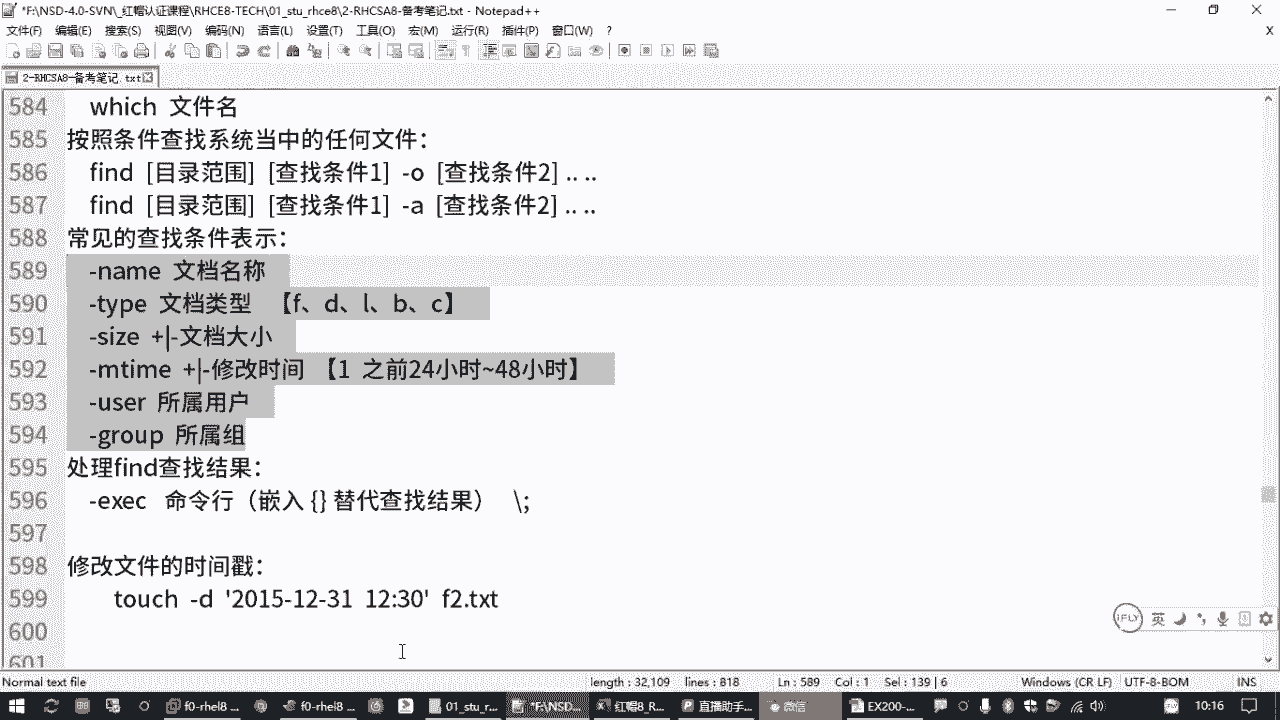 *F:\NSD-4.0-SVN\_红帽认证课程\RHCE8-TECH\01_stu_rhce8\2-RHCSA8-备考笔记.txt - Notepad++
文件(F) 编辑(E) 搜索(S) 视图(V) 编码(N) 语言(L) 设置(T) 工具(O) 宏(M) 运行(R) 插件(P) 窗口(W) ? X
2-RHCSA8-备考笔记.txt
584 which 文件名
585 按照条件查找系统当中的任何文件：
586 find [目录范围] [查找条件1] -o [查找条件2] .. ..
587 find [目录范围] [查找条件1] -a [查找条件2] .. ..
588 常见的查找条件表示：
589 -name 文档名称
590 -type 文档类型 【f、d、l、b、c】
591 -size +|-文档大小
592 -mtime +|-修改时间 【1 之前24小时~48小时】
593 -user 所属用户
594 -group 所属组
595 处理find查找结果：
596 -exec 命令行（嵌入 {} 替代查找结果） \;
597
598 修改文件的时间戳：
599 touch -d '2015-12-31 12:30' f2.txt
600
601
iFLY 英
Normal text file length : 32,109 lines : 818 Ln : 589 Col : 1 Sel : 139 | 6 Windows (CR LF) UTF-8-BOM INS
f0-rhel8 ... f0-rhel8 ... 01_stu_r... *F:\NSD... 红帽8_R... 直播助手... 微信 EX200-... 10:16